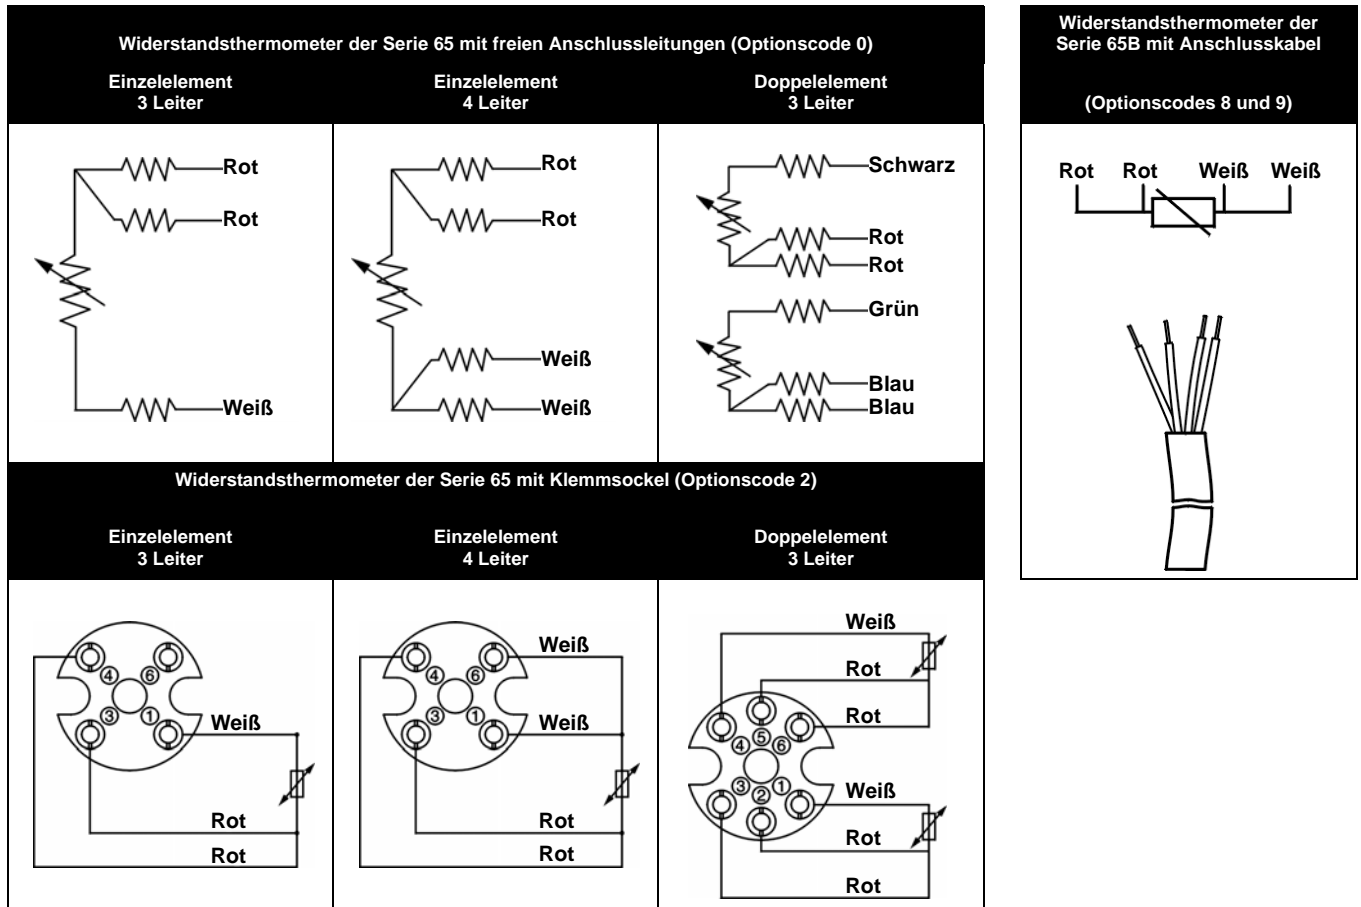 Widerstandsthermometer der Serie 65 mit freien Anschlussleitungen (Optionscode 0)
Einzelelement
3 Leiter
Einzelelement
4 Leiter
Doppelelement
3 Leiter
Rot
Rot
Weiß
Rot
Rot
Weiß
Weiß
Schwarz
Rot
Rot
Grün
Blau
Blau
Widerstandsthermometer der Serie 65 mit Klemmsockel (Optionscode 2)
Einzelelement
3 Leiter
Einzelelement
4 Leiter
Doppelelement
3 Leiter
4 6
3 1
Weiß
Rot
Rot
Weiß
4 6
3 1
Weiß
Rot
Rot
Weiß
Rot
Rot
4 5 6
3 2 1
Weiß
Rot
Rot
Widerstandsthermometer der
Serie 65B mit Anschlusskabel
(Optionscodes 8 und 9)
Rot Rot Weiß Weiß